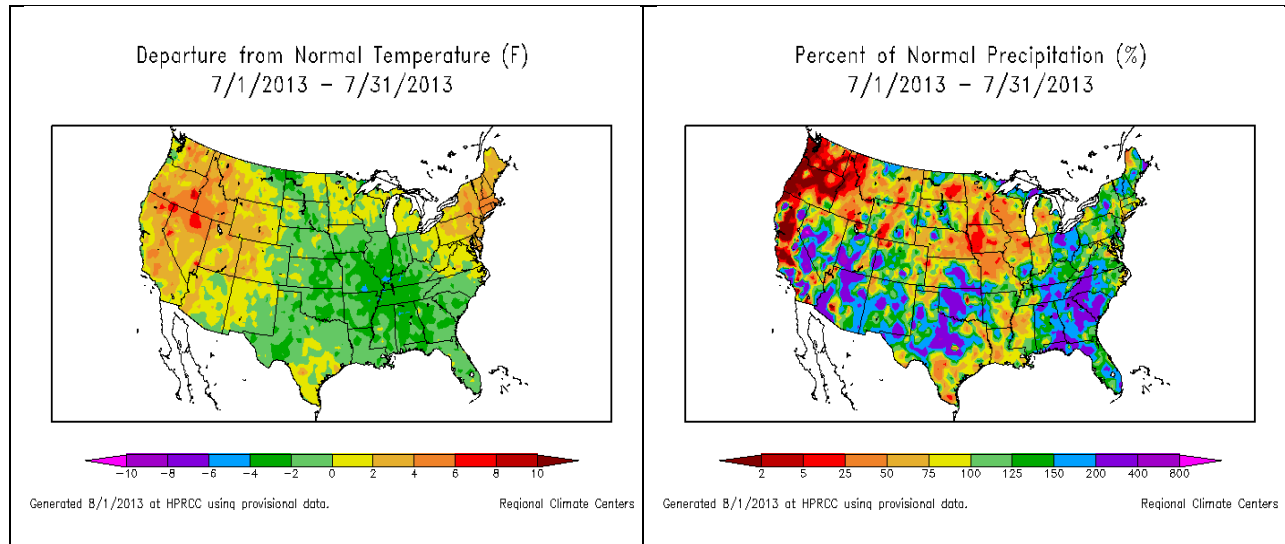 Departure from Normal Temperature (F)
7/1/2013 – 7/31/2013
-10 -8 -6 -4 -2 0 2 4 6 8 10
Generated 8/1/2013 at HPRCC using provisional data. Regional Climate Centers
Percent of Normal Precipitation (%)
7/1/2013 – 7/31/2013
2 5 25 50 75 100 125 150 200 400 800
Generated 8/1/2013 at HPRCC using provisional data. Regional Climate Centers